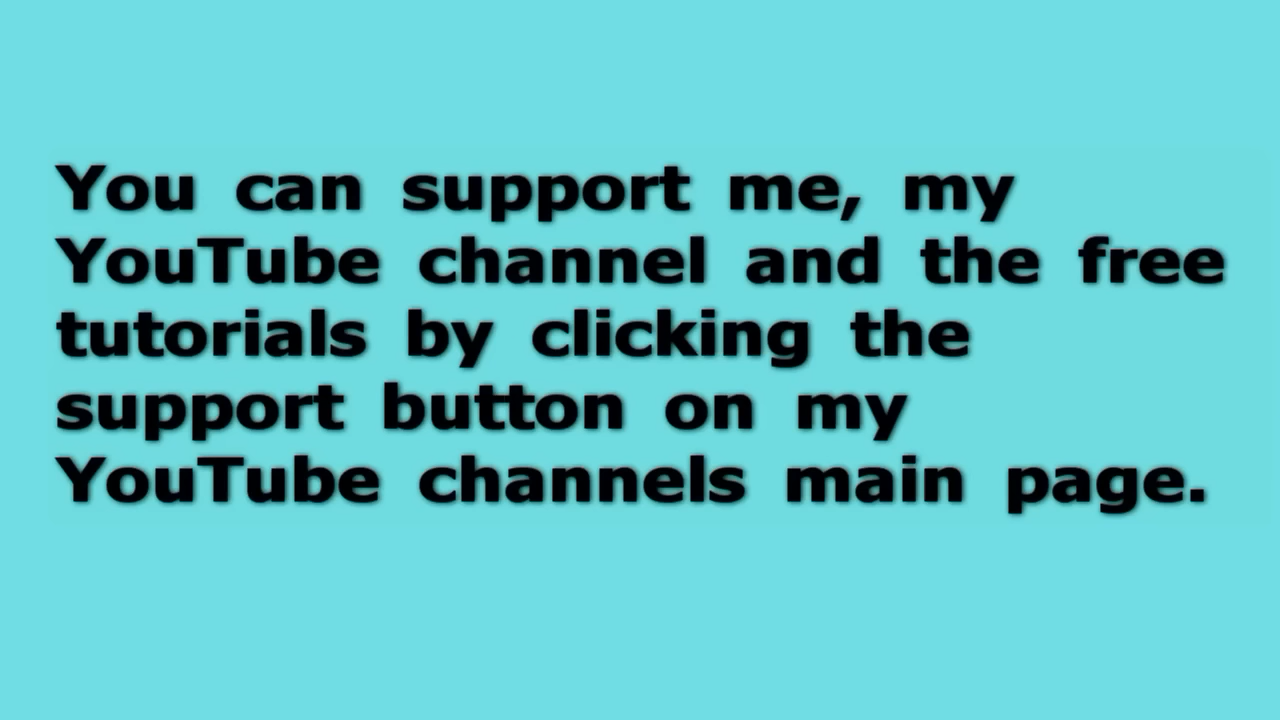 You can support me, my
YouTube channel and the free
tutorials by clicking the
support button on my
YouTube channels main page.